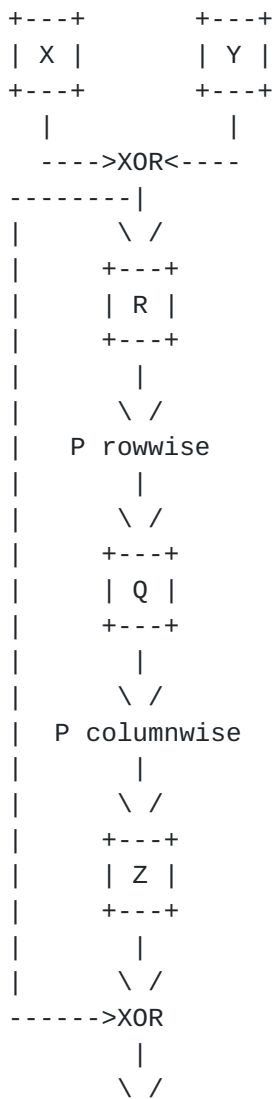 +---+       +---+
| X |       | Y |
+---+       +---+
  |           |
  ---->XOR<----
--------|
|      \ /
|     +---+
|     | R |
|     +---+
|       |
|      \ /
|   P rowwise
|       |
|      \ /
|     +---+
|     | Q |
|     +---+
|       |
|      \ /
|  P columnwise
|       |
|      \ /
|     +---+
|     | Z |
|     +---+
|       |
|      \ /
------>XOR
        |
       \ /